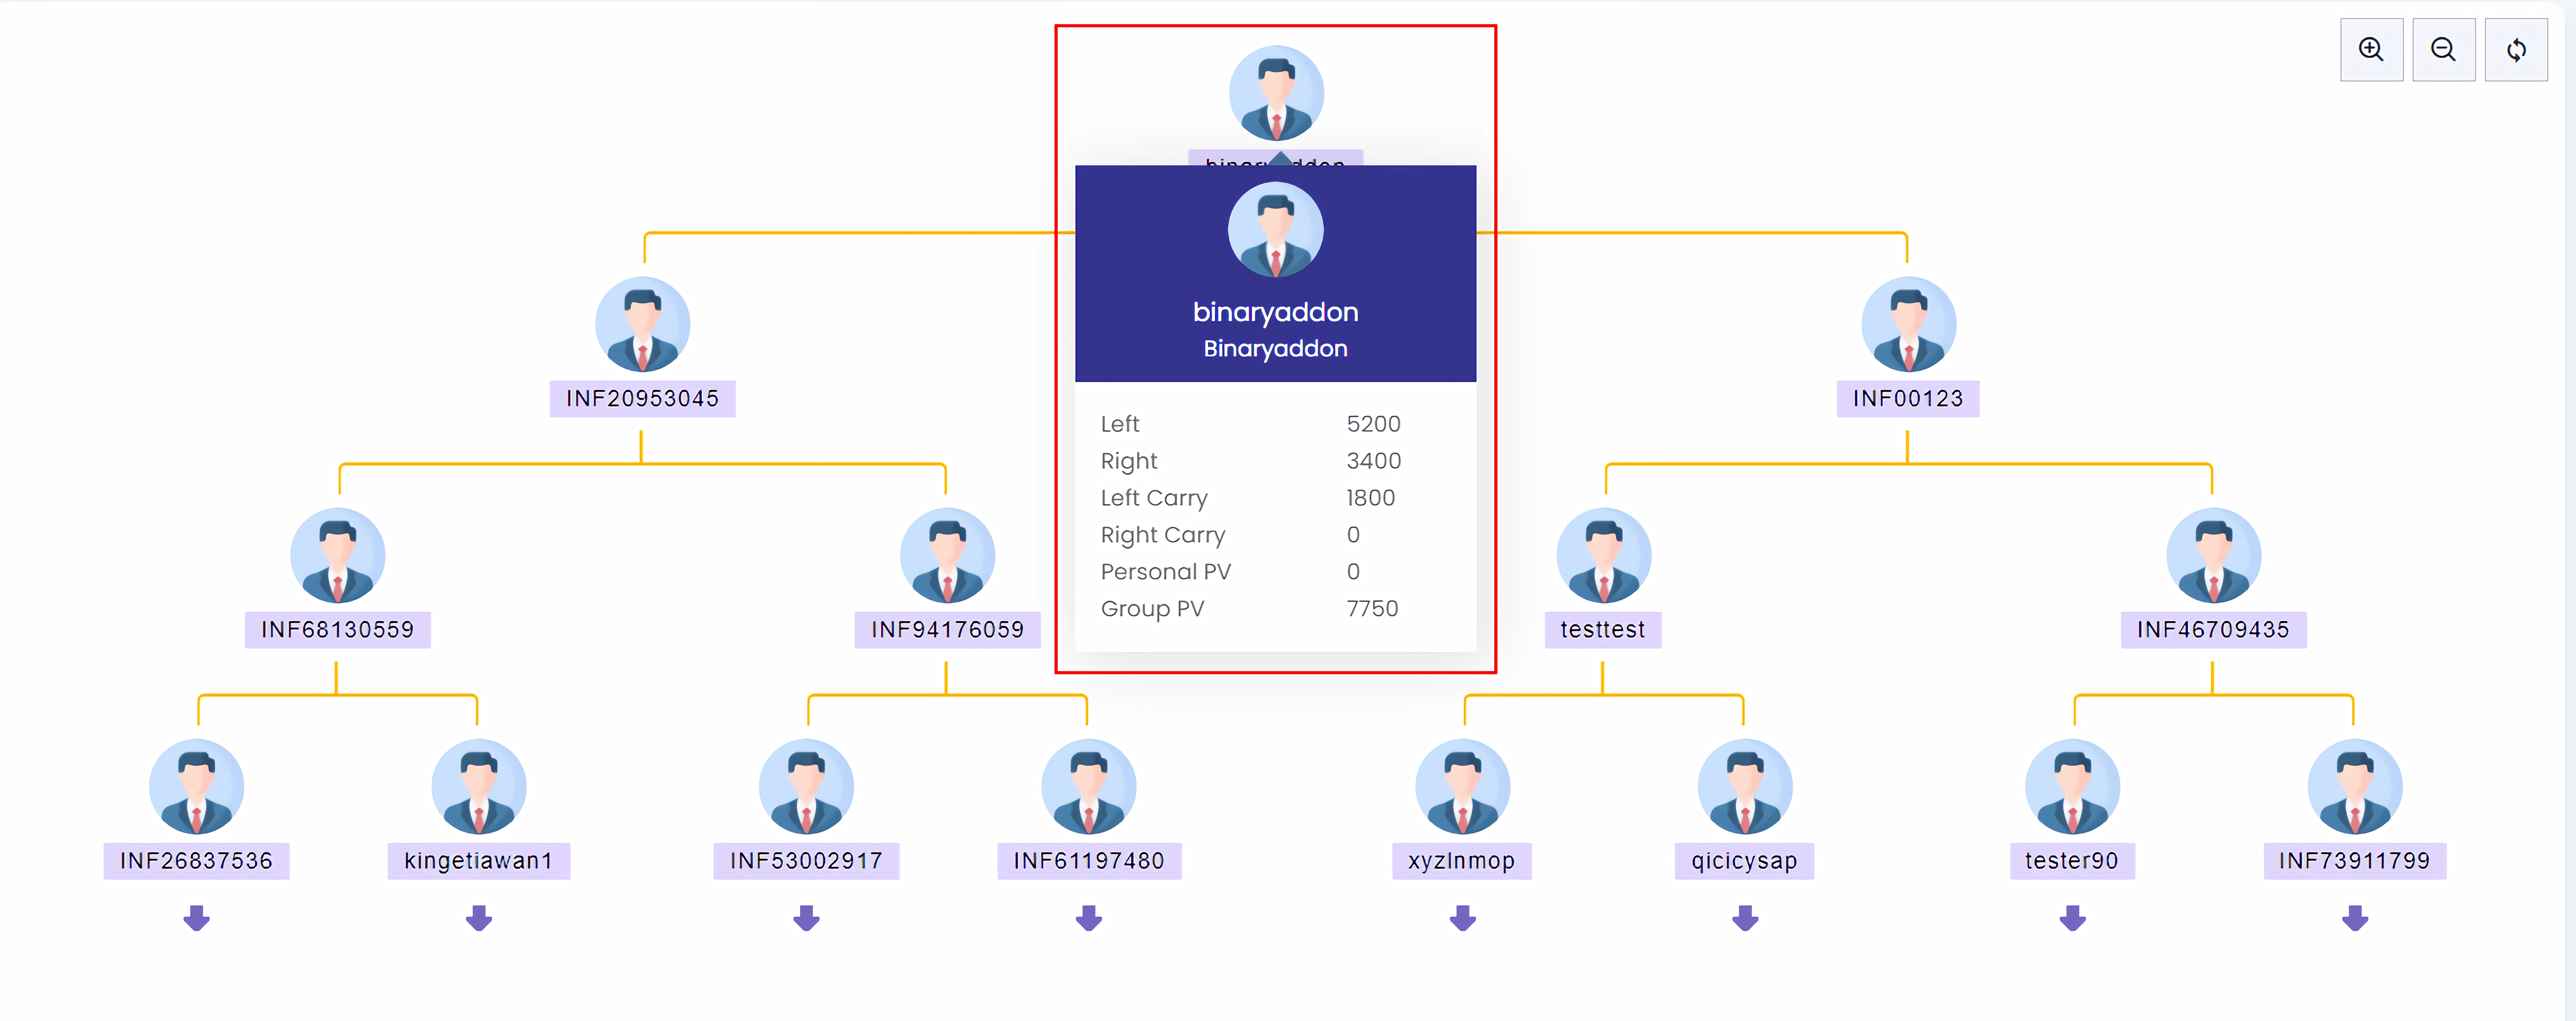 binaryaddon
binaryaddon
Binaryaddon
Left 5200
Right 3400
Left Carry 1800
Right Carry 0
Personal PV 0
Group PV 7750
INF20953045 INF00123
INF68130559 INF94176059 testtest INF46709435
INF26837536 kingetiawan1 INF53002917 INF61197480 xyzlnmop qicicysap tester90 INF73911799